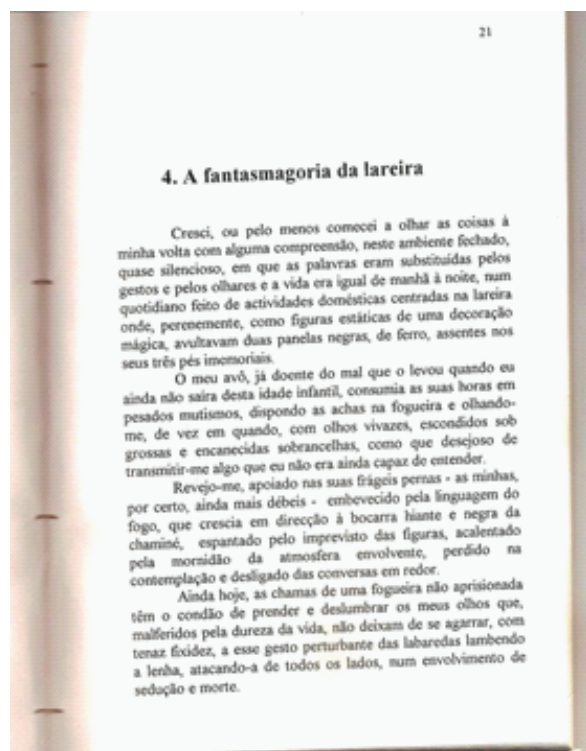 21
4. A fantasmagoria da lareira
Cresci, ou pelo menos comecei a olhar as coisas à
minha volta com alguma compreensão, neste ambiente fechado,
quase silencioso, em que as palavras eram substituídas pelos
gestos e pelos olhares e a vida era igual de manhã à noite, num
quotidiano feito de actividades domésticas centradas na lareira
onde, perenemente, como figuras estáticas de uma decoração
mágica, avultavam duas panelas negras, de ferro, assentes nos
seus três pés imemoriais.
O meu avô, já doente do mal que o levou quando eu
ainda não saíra desta idade infantil, consumia as suas horas em
pesados mutismos, dispondo as achas na fogueira e olhando-
me, de vez em quando, com olhos vivazes, escondidos sob
grossas e encanecidas sobrancelhas, como que desejoso de
transmitir-me algo que eu não era ainda capaz de entender.
Revejo-me, apoiado nas suas frágeis pernas - as minhas,
por certo, ainda mais débeis - embevecido pela linguagem do
fogo, que crescia em direcção à bocarra hiante e negra da
chaminé, espantado pelo imprevisto das figuras, acalentado
pela mornidão da atmosfera envolvente, perdido na
contemplação e desligado das conversas em redor.
Ainda hoje, as chamas de uma fogueira não aprisionada
têm o condão de prender e deslumbrar os meus olhos que,
malferidos pela dureza da vida, não deixam de se agarrar, com
tenaz fixidez, a esse gesto perturbante das labaredas lambendo
a lenha, atacando-a de todos os lados, num envolvimento de
sedução e morte.